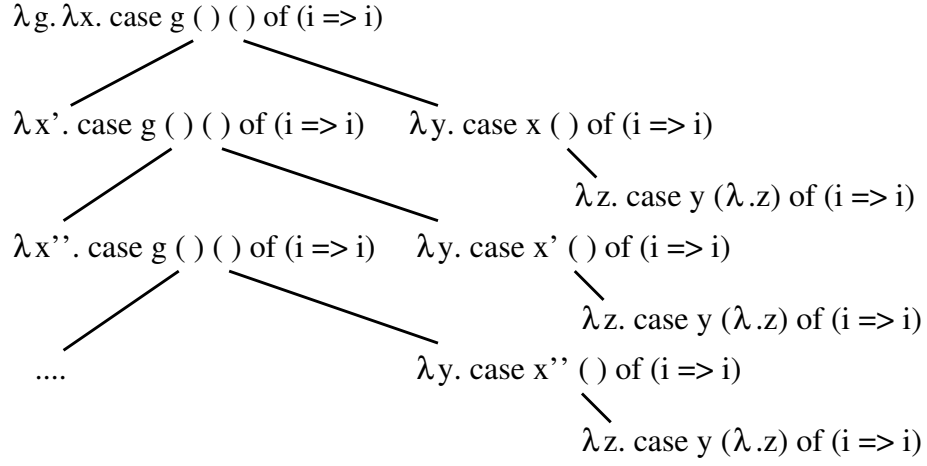 λg. λx. case g ( ) ( ) of (i => i)
λx'. case g ( ) ( ) of (i => i) λy. case x ( ) of (i => i)
λz. case y (λ.z) of (i => i)
λx''. case g ( ) ( ) of (i => i) λy. case x' ( ) of (i => i)
λz. case y (λ.z) of (i => i)
.... λy. case x'' ( ) of (i => i)
λz. case y (λ.z) of (i => i)